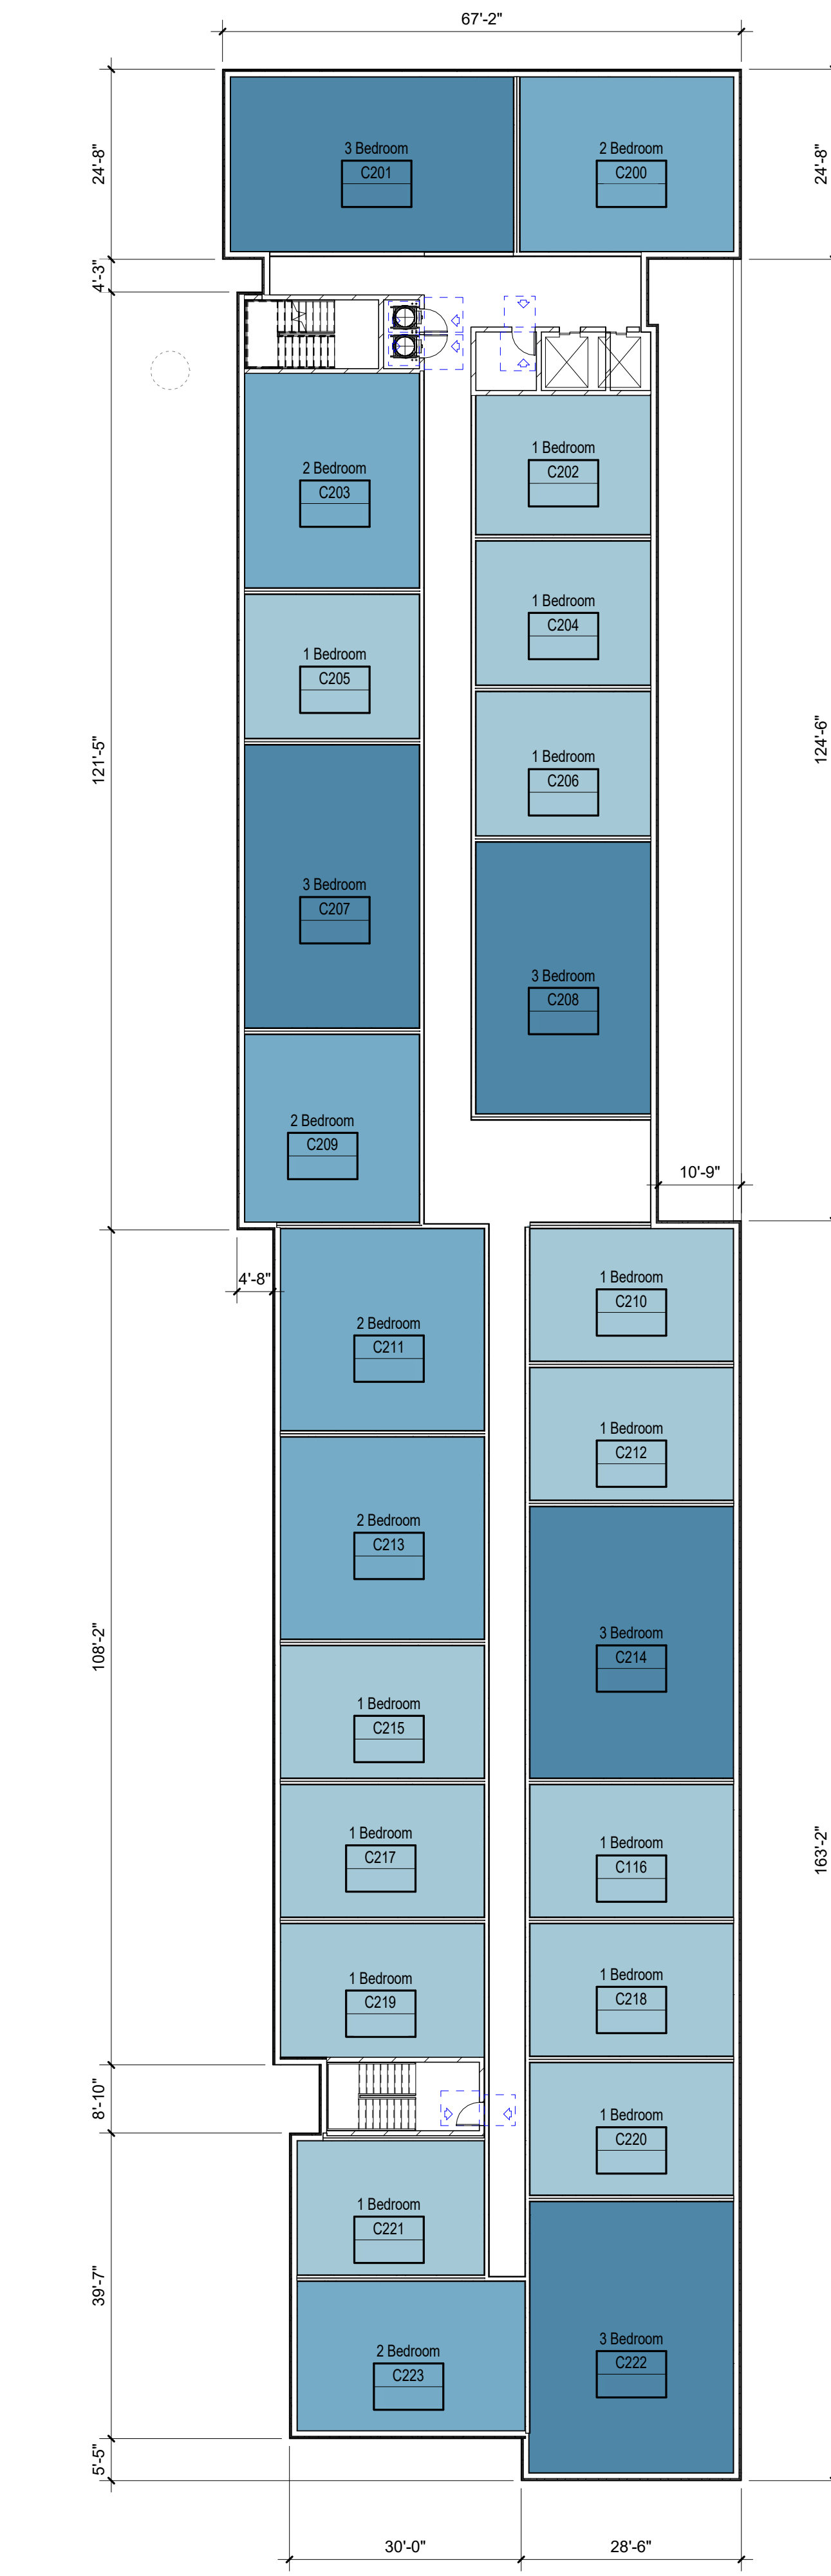 67'-2"
24'-8"
24'-8"
3 Bedroom
C201
2 Bedroom
C200
4'-3"
1 Bedroom
C202
2 Bedroom
C203
1 Bedroom
C204
1 Bedroom
C205
121'-5"
124'-6"
1 Bedroom
C206
3 Bedroom
C207
3 Bedroom
C208
2 Bedroom
C209
10'-9"
4'-8"
1 Bedroom
C210
2 Bedroom
C211
1 Bedroom
C212
2 Bedroom
C213
108'-2"
3 Bedroom
C214
1 Bedroom
C215
1 Bedroom
C217
1 Bedroom
C116
163'-2"
1 Bedroom
C219
1 Bedroom
C218
8'-10"
1 Bedroom
C220
1 Bedroom
C221
39'-7"
3 Bedroom
C222
2 Bedroom
C223
5'-5"
30'-0"
28'-6"